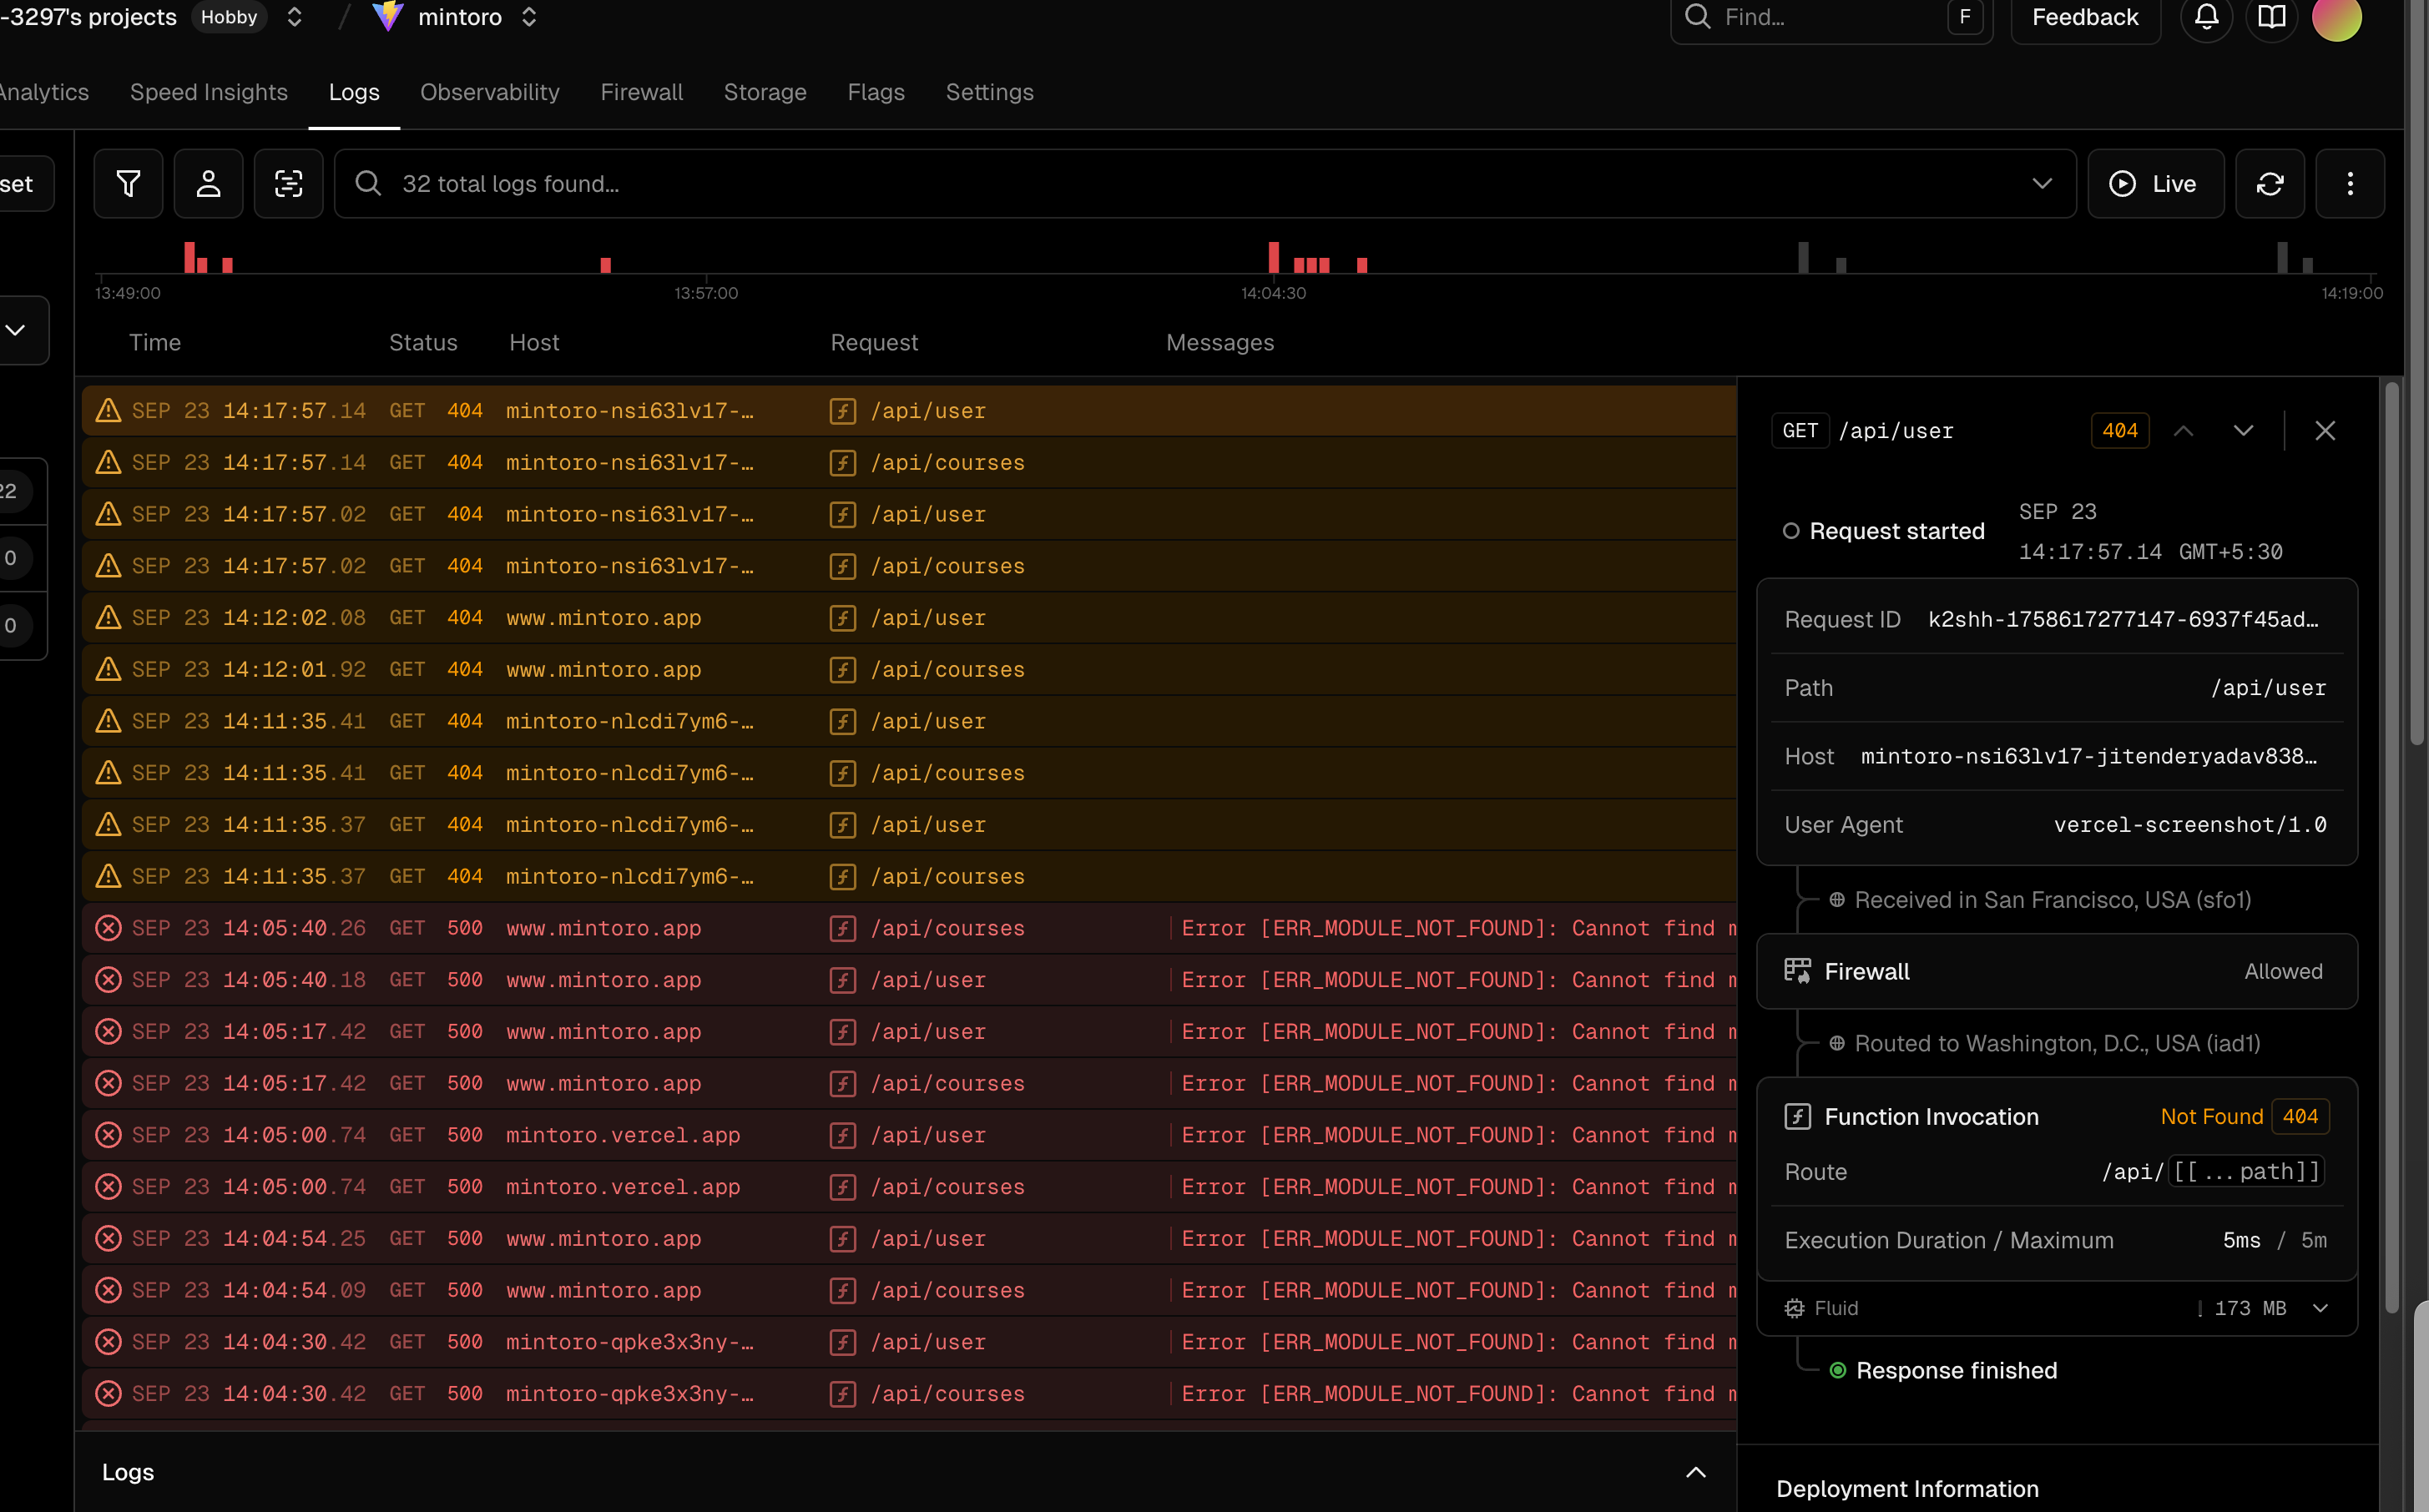 -3297's projects Hobby / mintoro Find... F Feedback
Analytics Speed Insights Logs Observability Firewall Storage Flags Settings
set 32 total logs found... Live
13:49:00 13:57:00 14:04:30 14:19:00
Time Status Host Request Messages
22
0
0
SEP 23 14:17:57.14 GET 404 mintoro-nsi63lv17-… /api/user
SEP 23 14:17:57.14 GET 404 mintoro-nsi63lv17-… /api/courses
SEP 23 14:17:57.02 GET 404 mintoro-nsi63lv17-… /api/user
SEP 23 14:17:57.02 GET 404 mintoro-nsi63lv17-… /api/courses
SEP 23 14:12:02.08 GET 404 www.mintoro.app /api/user
SEP 23 14:12:01.92 GET 404 www.mintoro.app /api/courses
SEP 23 14:11:35.41 GET 404 mintoro-nlcdi7ym6-… /api/user
SEP 23 14:11:35.41 GET 404 mintoro-nlcdi7ym6-… /api/courses
SEP 23 14:11:35.37 GET 404 mintoro-nlcdi7ym6-… /api/user
SEP 23 14:11:35.37 GET 404 mintoro-nlcdi7ym6-… /api/courses
SEP 23 14:05:40.26 GET 500 www.mintoro.app /api/courses Error [ERR_MODULE_NOT_FOUND]: Cannot find m
SEP 23 14:05:40.18 GET 500 www.mintoro.app /api/user Error [ERR_MODULE_NOT_FOUND]: Cannot find m
SEP 23 14:05:17.42 GET 500 www.mintoro.app /api/user Error [ERR_MODULE_NOT_FOUND]: Cannot find m
SEP 23 14:05:17.42 GET 500 www.mintoro.app /api/courses Error [ERR_MODULE_NOT_FOUND]: Cannot find m
SEP 23 14:05:00.74 GET 500 mintoro.vercel.app /api/user Error [ERR_MODULE_NOT_FOUND]: Cannot find m
SEP 23 14:05:00.74 GET 500 mintoro.vercel.app /api/courses Error [ERR_MODULE_NOT_FOUND]: Cannot find m
SEP 23 14:04:54.25 GET 500 www.mintoro.app /api/user Error [ERR_MODULE_NOT_FOUND]: Cannot find m
SEP 23 14:04:54.09 GET 500 www.mintoro.app /api/courses Error [ERR_MODULE_NOT_FOUND]: Cannot find m
SEP 23 14:04:30.42 GET 500 mintoro-qpke3x3ny-… /api/user Error [ERR_MODULE_NOT_FOUND]: Cannot find m
SEP 23 14:04:30.42 GET 500 mintoro-qpke3x3ny-… /api/courses Error [ERR_MODULE_NOT_FOUND]: Cannot find m
Logs
GET /api/user 404
Request started SEP 23
14:17:57.14 GMT+5:30
Request ID k2shh-1758617277147-6937f45ad…
Path /api/user
Host mintoro-nsi63lv17-jitenderyadav838…
User Agent vercel-screenshot/1.0
Received in San Francisco, USA (sfo1)
Firewall Allowed
Routed to Washington, D.C., USA (iad1)
Function Invocation Not Found 404
Route /api/[[...path]]
Execution Duration / Maximum 5ms / 5m
Fluid 173 MB
Response finished
Deployment Information